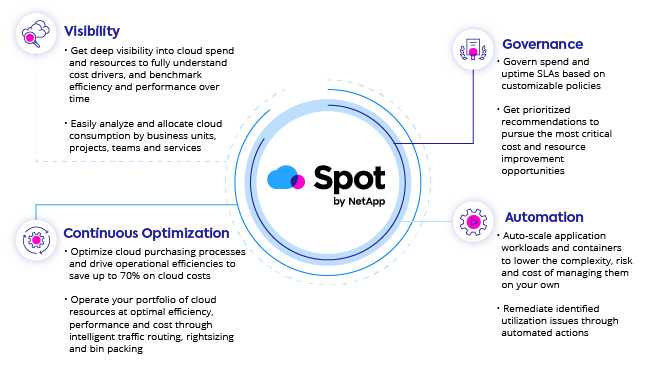 Visibility
• Get deep visibility into cloud spend
and resources to fully understand
cost drivers, and benchmark
efficiency and performance over
time
• Easily analyze and allocate cloud
consumption by business units,
projects, teams and services
Continuous Optimization
• Optimize cloud purchasing processes
and drive operational efficiencies to
save up to 70% on cloud costs
• Operate your portfolio of cloud
resources at optimal efficiency,
performance and cost through
intelligent traffic routing, rightsizing
and bin packing
Spot
by NetApp
Governance
• Govern spend and
uptime SLAs based on
customizable policies
• Get prioritized
recommendations to
pursue the most critical
cost and resource
improvement
opportunities
Automation
• Auto-scale application
workloads and containers
to lower the complexity, risk
and cost of managing them
on your own
• Remediate identified
utilization issues through
automated actions